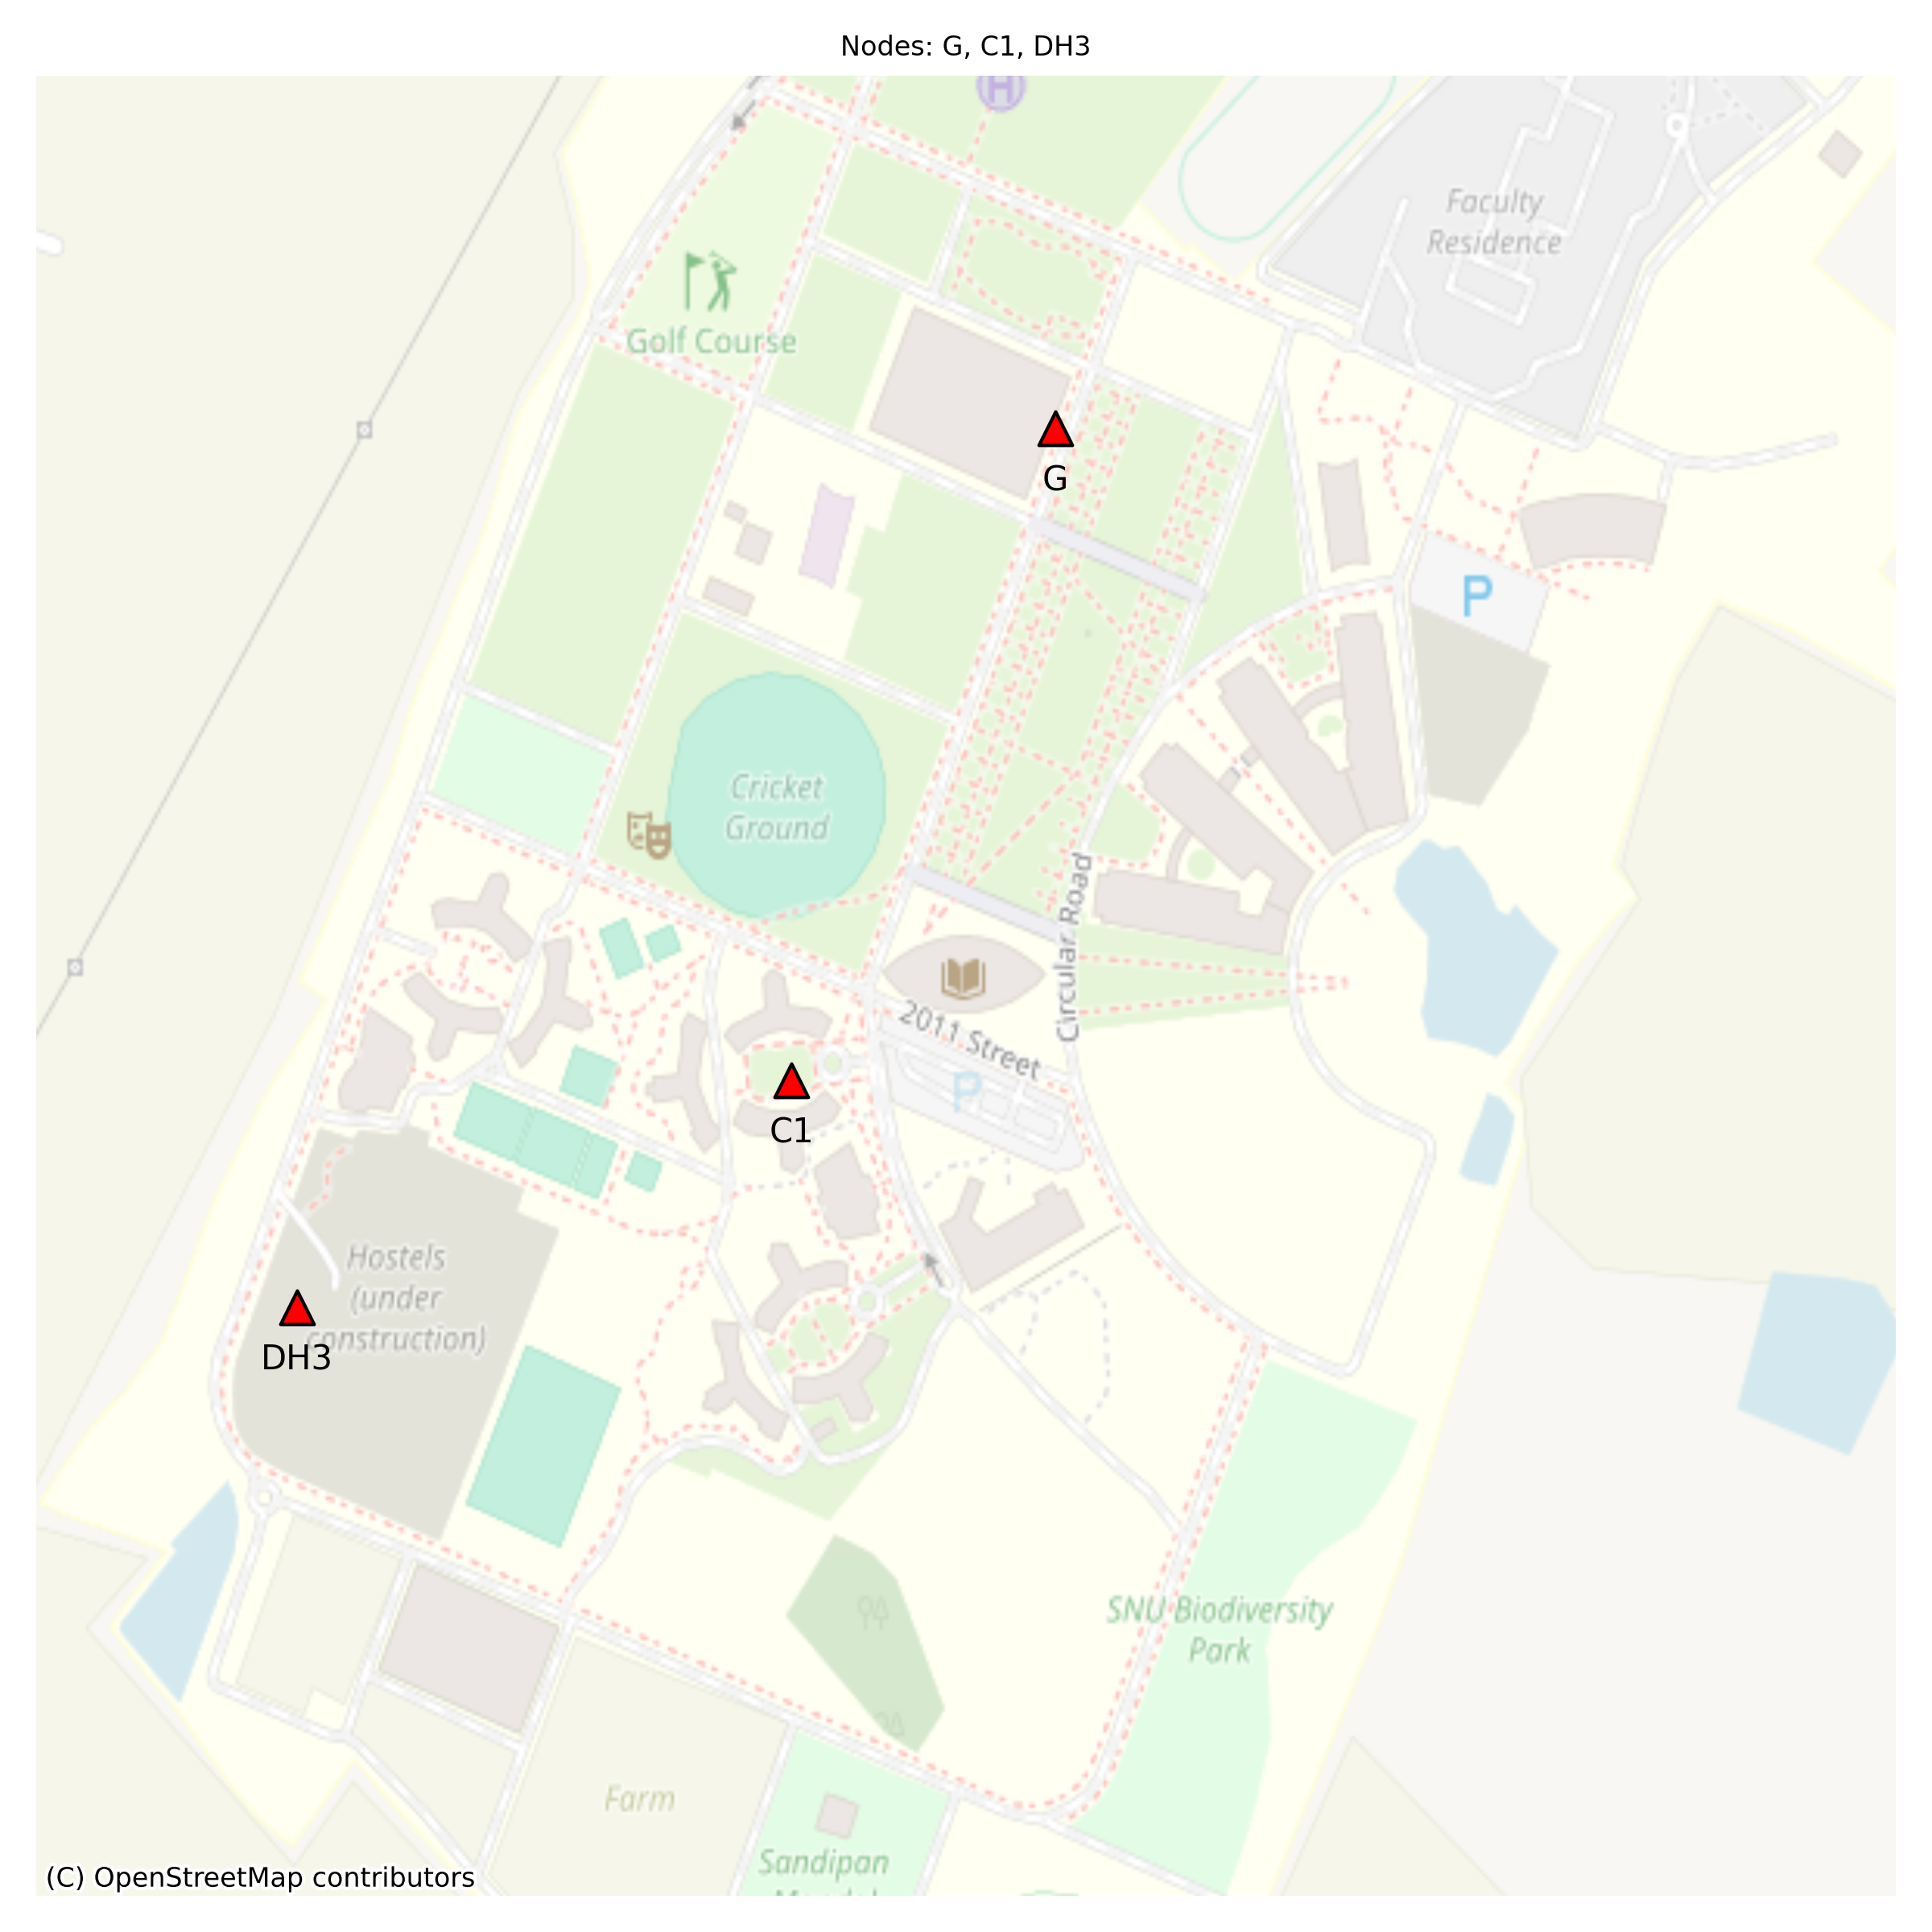 Nodes: G, C1, DH3
H
Faculty
Residence
Golf Course
G
P
Cricket
Ground
Circular Road
2011 Street
P
C1
Hostels
(under
construction)
DH3
SNU Biodiversity
Park
Farm
Sandipan
(C) OpenStreetMap contributors